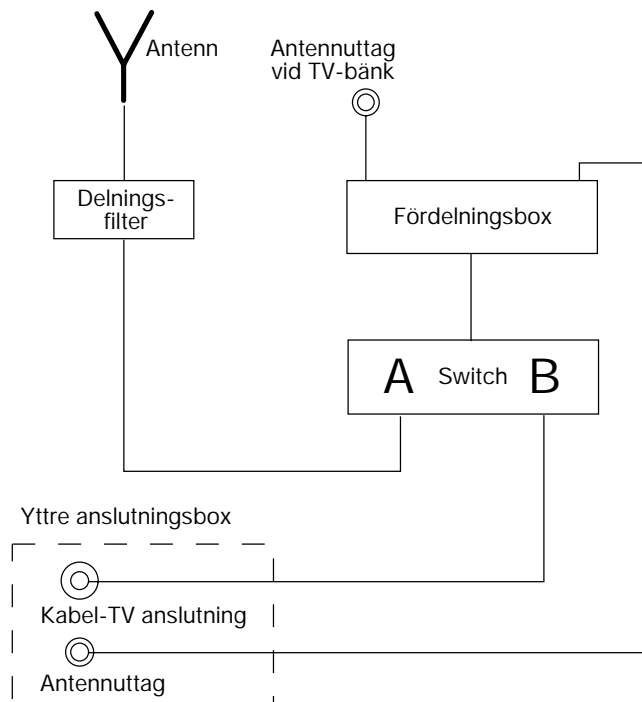 Antenn
Antennuttag
vid TV-bänk
Delnings-
filter
Fördelningsbox
A Switch B
Yttre anslutningsbox
Kabel-TV anslutning
Antennuttag